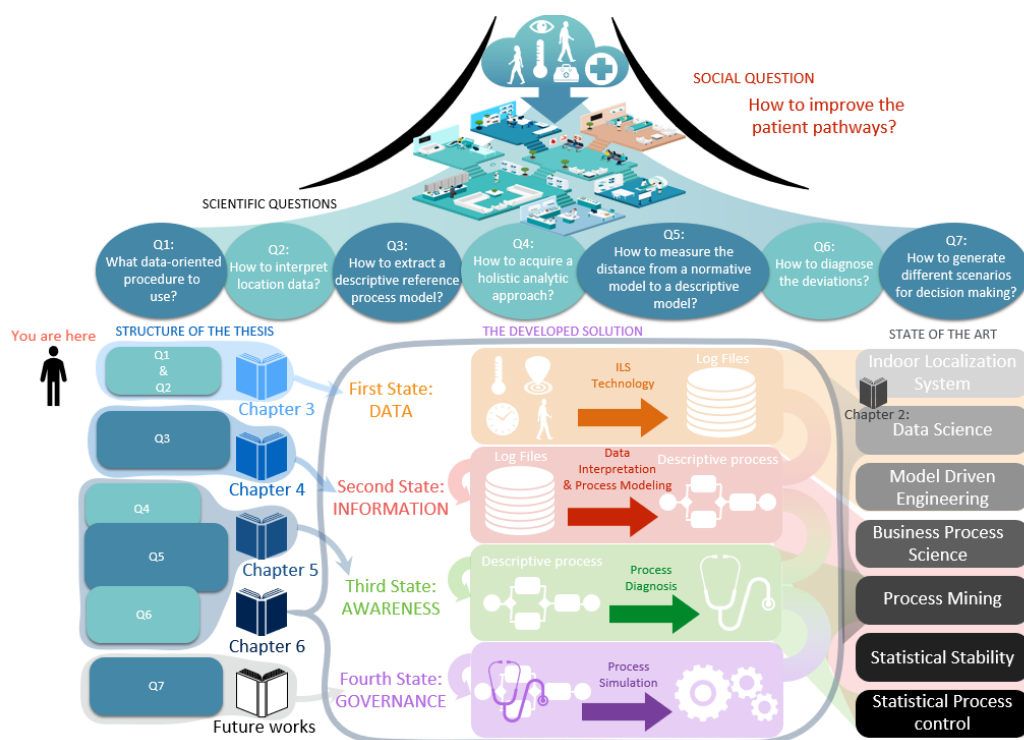 SOCIAL QUESTION
How to improve the
patient pathways?
SCIENTIFIC QUESTIONS
Q1:
What data-oriented
procedure to
use?
Q2:
How to interpret
location data?
Q3:
How to extract a
descriptive reference
process model?
Q4:
How to acquire a
holistic analytic
approach?
Q5:
How to measure the
distance from a normative
model to a descriptive
model?
Q6:
How to diagnose
the deviations?
Q7:
How to generate
different scenarios
for decision making?
You are here
STRUCTURE OF THE THESIS
THE DEVELOPED SOLUTION
STATE OF THE ART
Q1
&
Q2
Chapter 3
Q3
Chapter 4
Q4
Q5
Q6
Chapter 5
Chapter 6
Q7
Future works
First State:
DATA
ILS
Technology
Log Files
Second State:
INFORMATION
Log Files
Data
Interpretation
& Process Modeling
Descriptive process
Third State:
AWARENESS
Descriptive process
Process
Diagnosis
Fourth State:
GOVERNANCE
Process
Simulation
Chapter 2:
Indoor Localization
System
Data Science
Model Driven
Engineering
Business Process
Science
Process Mining
Statistical Stability
Statistical Process
control